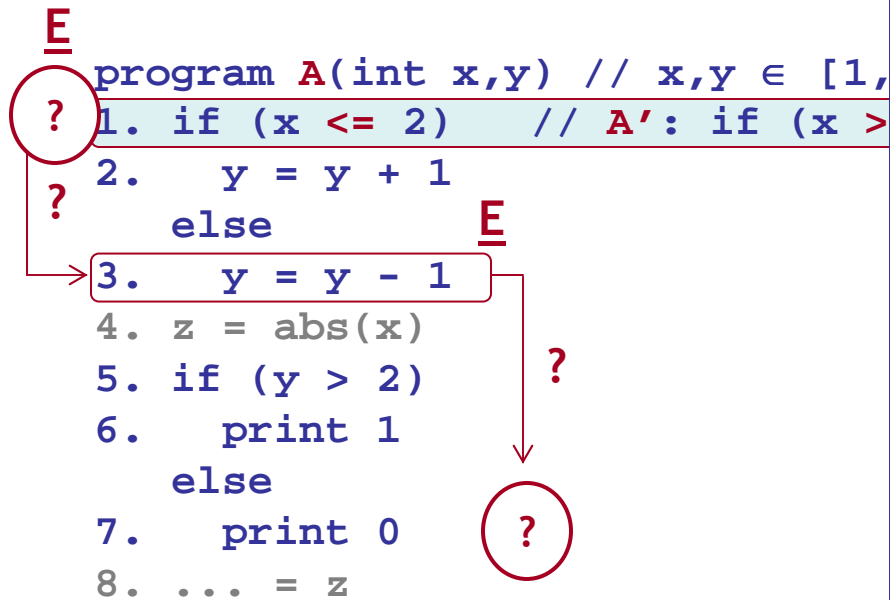 E
program A(int x,y) // x,y ∈ [1,
? 1. if (x <= 2) // A': if (x >
2. y = y + 1
?
else
E
3. y = y - 1
4. z = abs(x)
5. if (y > 2)
?
6. print 1
else
7. print 0
?
8. ... = z